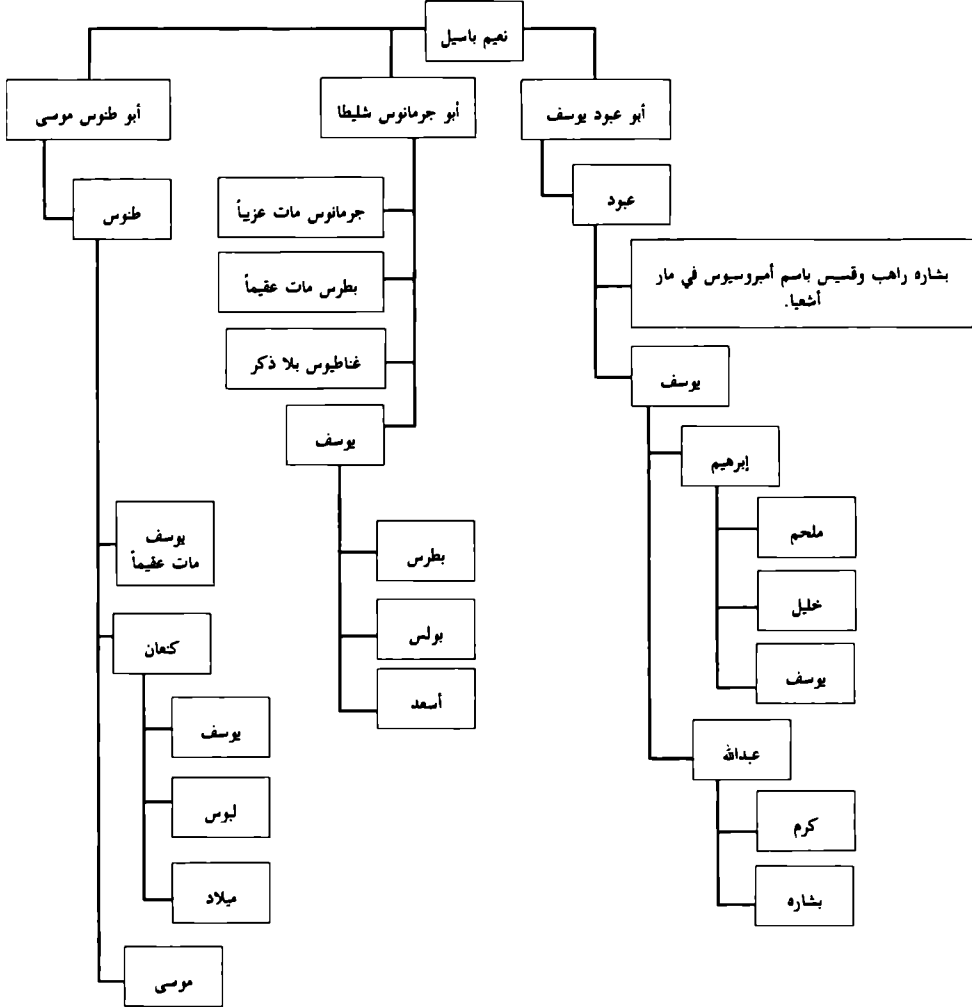 نعيم باسيل
أبو عبود يوسف
عبود
بشاره راهب وقسيس باسم أمبروسيوس في مار
أشعيا.
يوسف
إبرهيم
ملحم
خليل
يوسف
عبدالله
كرم
بشاره
أبو جرمانوس شليطا
جرمانوس مات عزيباً
بطرس مات عقيماً
غناطيوس بلا ذكر
يوسف
بطرس
بولس
أسعد
أبو طنوس موسى
طنوس
يوسف
مات عقيماً
كنعان
يوسف
لبوس
ميلاد
موسى